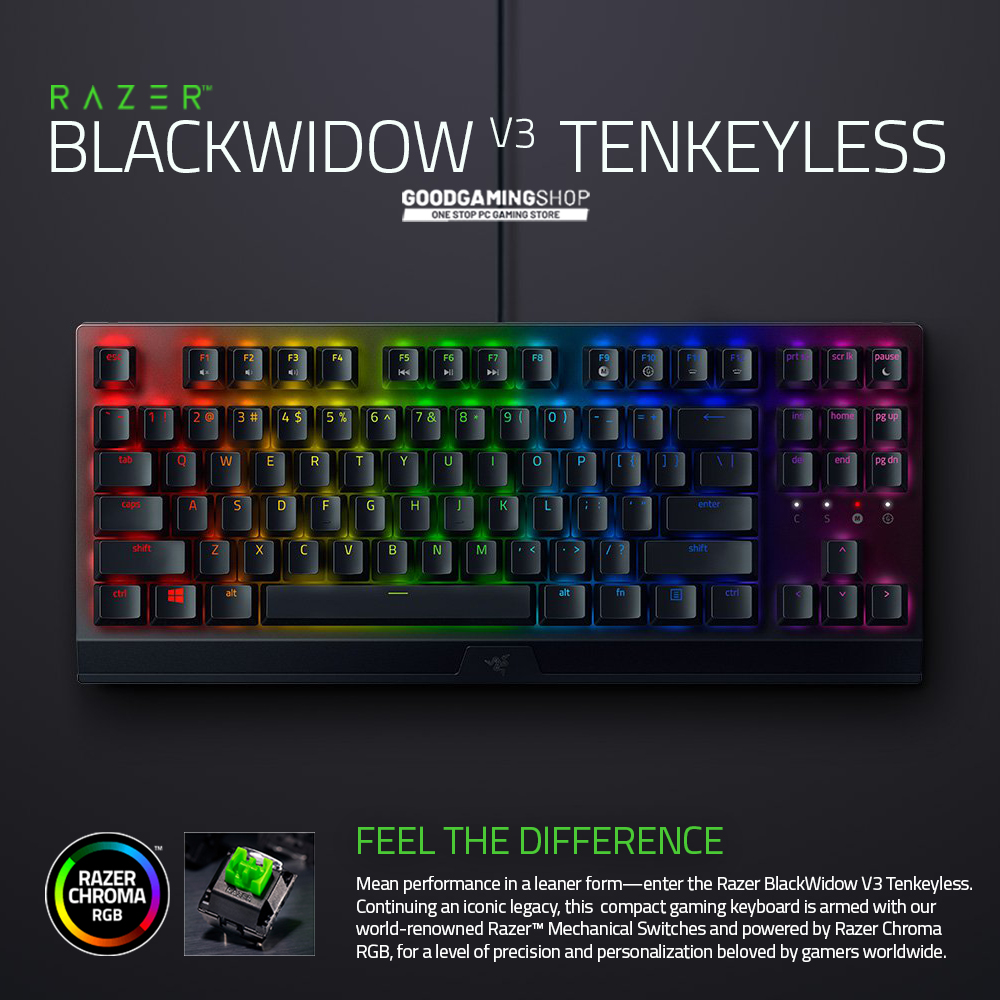 RAZER™
BLACKWIDOW V3 TENKEYLESS
GOODGAMINGSHOP
ONE STOP PC GAMING STORE
esc F1 F2 F3 F4 F5 F6 F7 F8 F9 F10 prt scr lk pause
1 ! 2 @ 3 # 4 $ 5 % 6 ^ 7 & 8 * 9 ( 0 ) - = + ← ins home pg up
tab Q W E R T Y U I O P [ { ] } \ | del end pg dn
caps A S D F G H J K L ; : ' " enter C S M G
shift Z X C V B N M , < . > / ? shift ^
ctrl alt alt fn ctrl < v >
RAZER
CHROMA
RGB
™
FEEL THE DIFFERENCE
Mean performance in a leaner form—enter the Razer BlackWidow V3 Tenkeyless.
Continuing an iconic legacy, this compact gaming keyboard is armed with our
world-renowned Razer™ Mechanical Switches and powered by Razer Chroma
RGB, for a level of precision and personalization beloved by gamers worldwide.